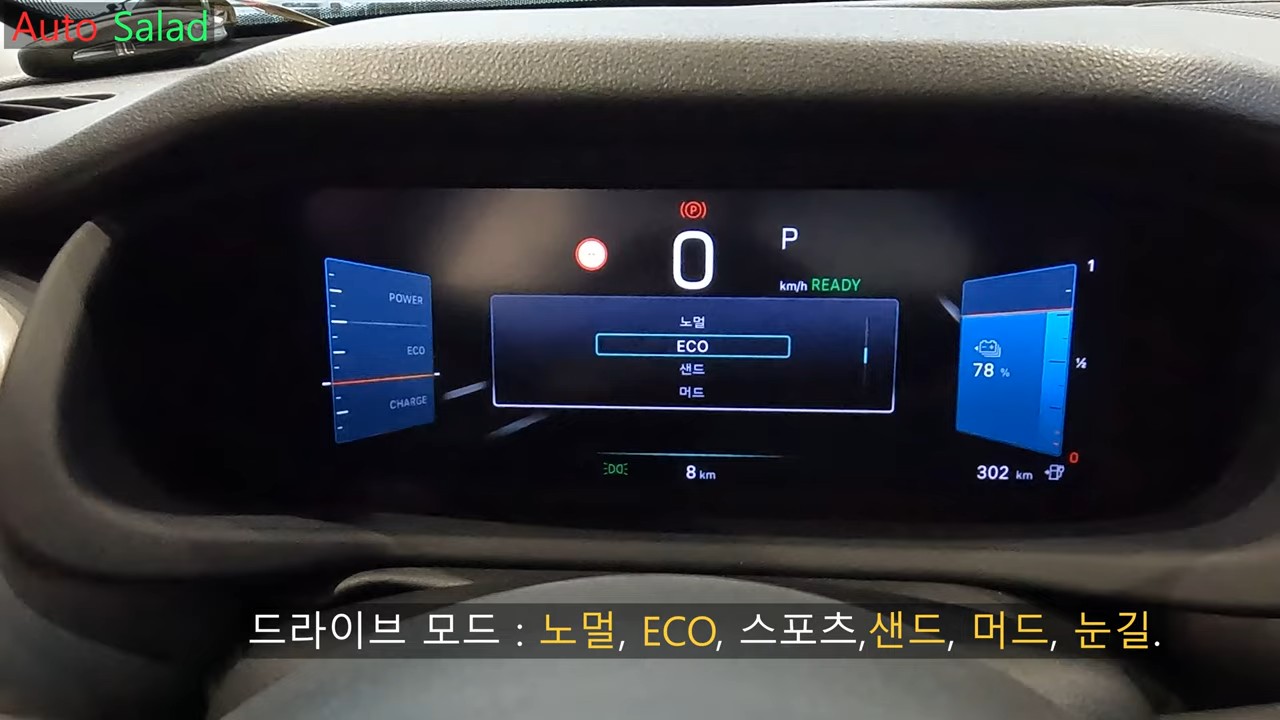 Auto Salad
P
0
P
km/h READY
1
POWER
ECO
CHARGE
노멀
ECO
샌드
머드
78 %
½
0
8 km
302 km
드라이브 모드 : 노멀, ECO, 스포츠,샌드, 머드, 눈길.